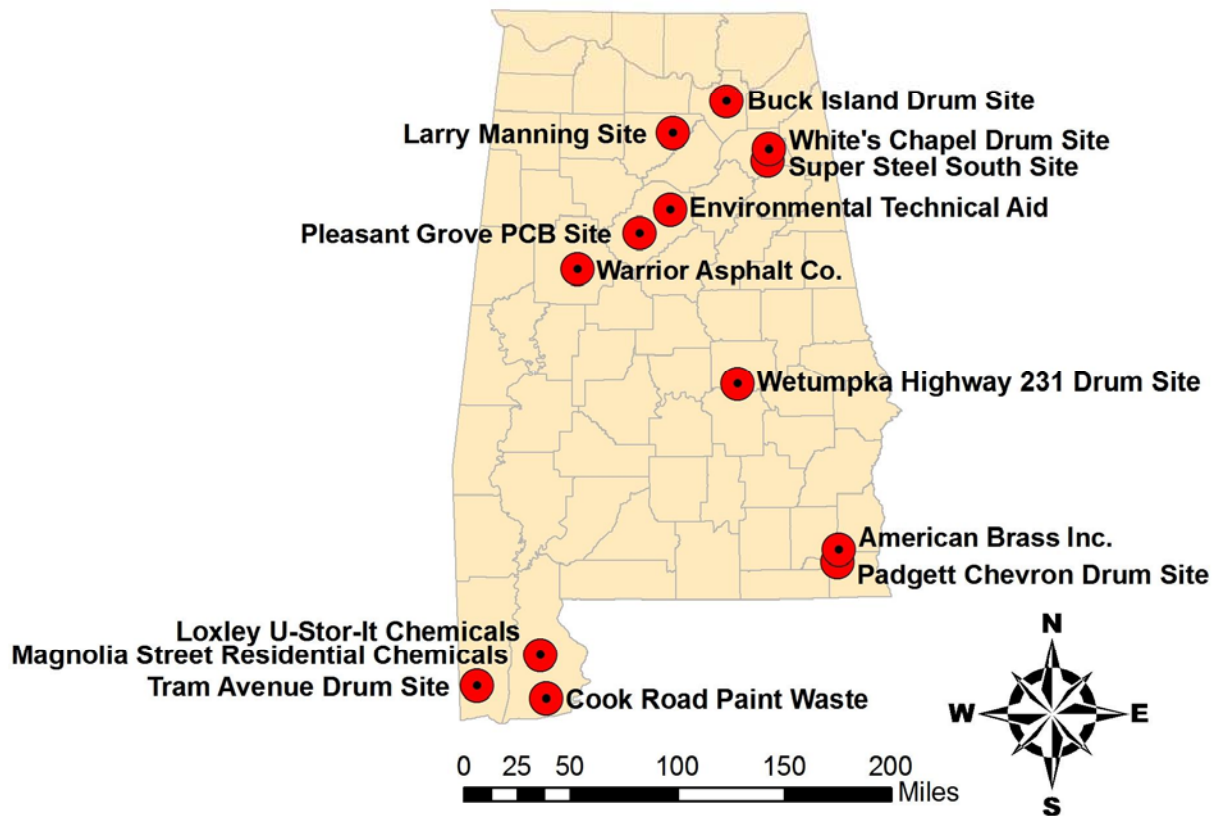 Buck Island Drum Site
Larry Manning Site
White's Chapel Drum Site
Super Steel South Site
Environmental Technical Aid
Pleasant Grove PCB Site
Warrior Asphalt Co.
Wetumpka Highway 231 Drum Site
American Brass Inc.
Padgett Chevron Drum Site
Loxley U-Stor-It Chemicals
Magnolia Street Residential Chemicals
Tram Avenue Drum Site
Cook Road Paint Waste
N
W E
S
0 25 50 100 150 200
Miles